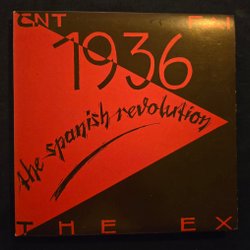 CNT FAI
1936
the spanish revolution
THE EX